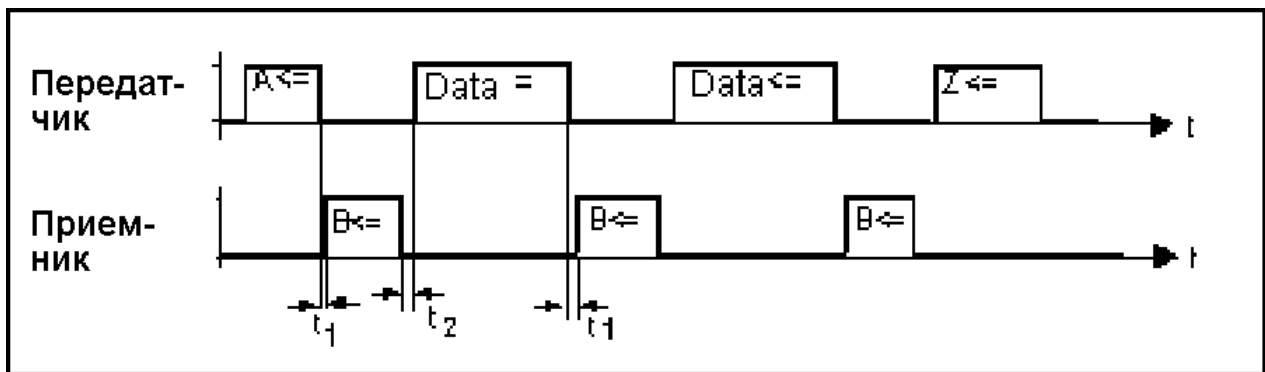 Передат-
чик
A<=
Data =
Data<=
Z<=
t
Прием-
ник
B<=
B<=
B<=
t
t1
t2
t1